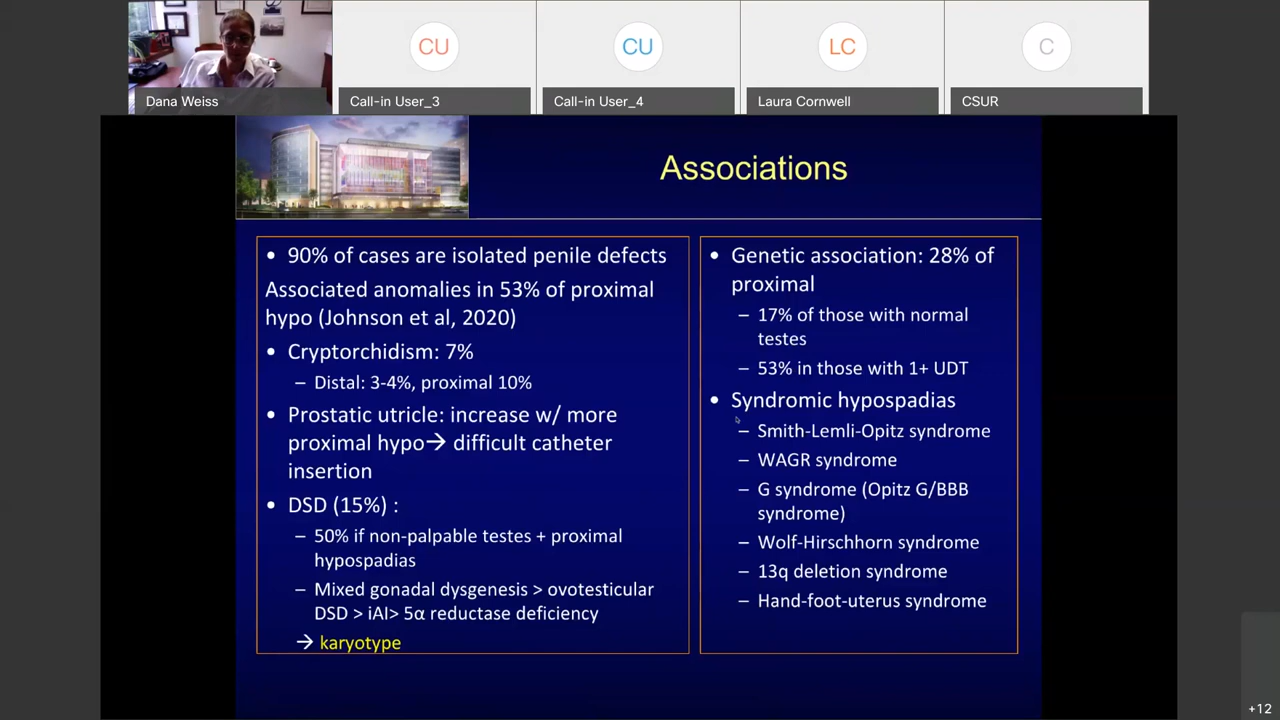 CU
CU
LC
C
Dana Weiss
Call-in User_3
Call-in User_4
Laura Cornwell
CSUR
Associations
• 90% of cases are isolated penile defects
Associated anomalies in 53% of proximal
hypo (Johnson et al, 2020)
• Cryptorchidism: 7%
– Distal: 3-4%, proximal 10%
• Prostatic utricle: increase w/ more
proximal hypo→ difficult catheter
insertion
• DSD (15%) :
– 50% if non-palpable testes + proximal
hypospadias
– Mixed gonadal dysgenesis > ovotesticular
DSD > iAI> 5α reductase deficiency
→ karyotype
• Genetic association: 28% of
proximal
– 17% of those with normal
testes
– 53% in those with 1+ UDT
• Syndromic hypospadias
– Smith-Lemli-Opitz syndrome
– WAGR syndrome
– G syndrome (Opitz G/BBB
syndrome)
– Wolf-Hirschhorn syndrome
– 13q deletion syndrome
– Hand-foot-uterus syndrome
+12